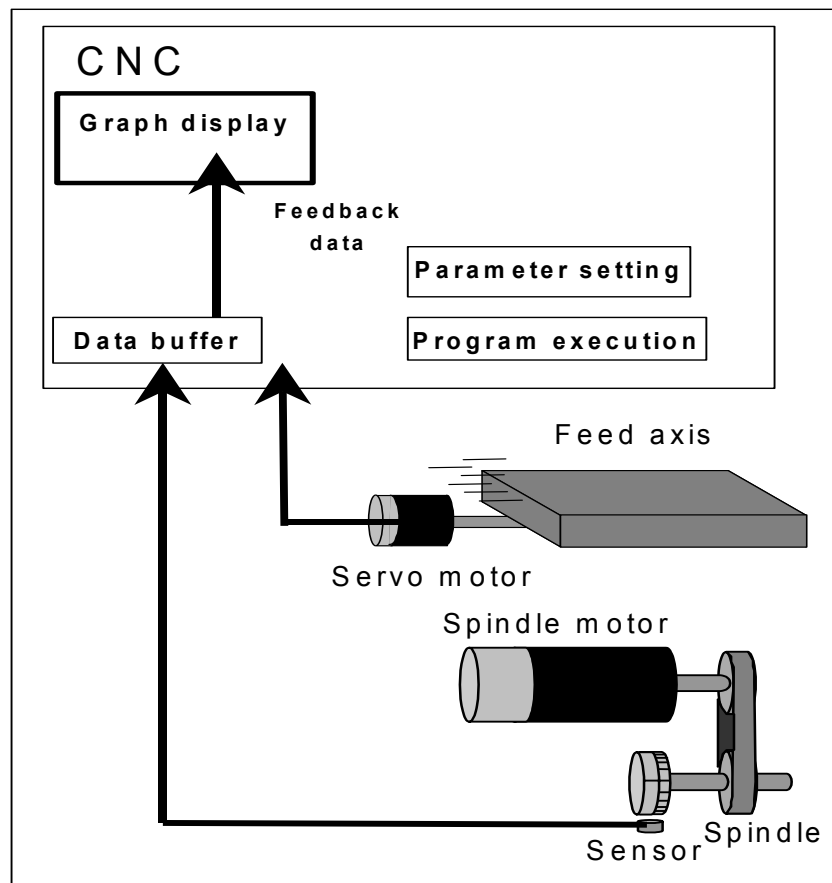 CNC
Graph display
Feedback
data
Parameter setting
Data buffer
Program execution
Feed axis
Servo motor
Spindle motor
Spindle
Sensor